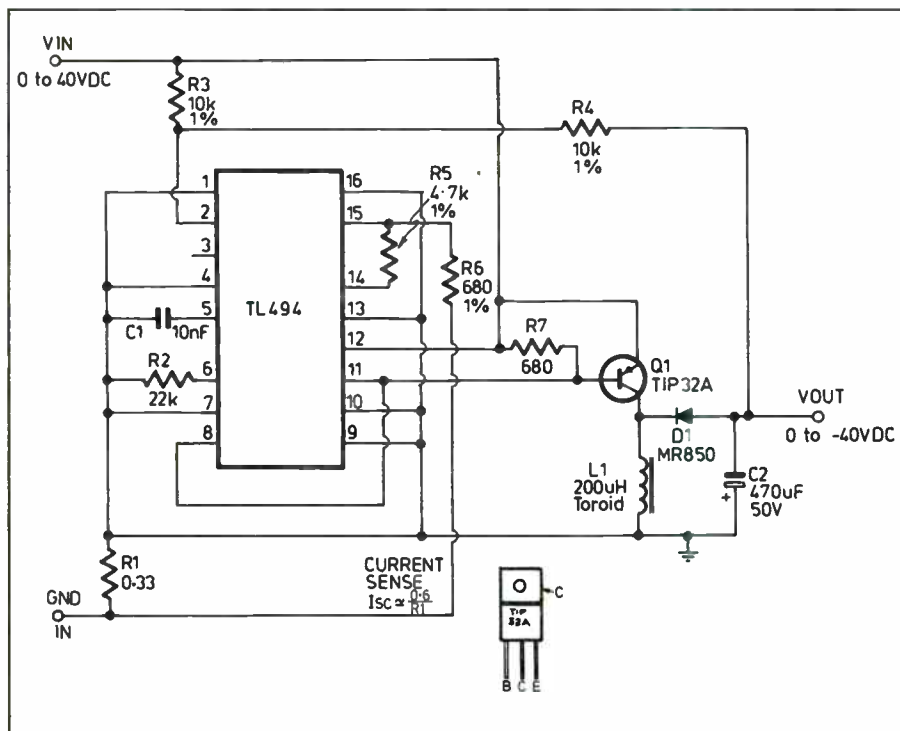 VIN
0 to 40VDC
R3
10k
1%
R4
10k
1%
R5
4.7k
1%
1
2
3
4
5
6
7
8
16
15
14
13
12
11
10
9
TL494
C1
10nF
R2
22k
R6
680
1%
R7
680
Q1
TIP32A
VOUT
0 to -40VDC
D1
MR850
L1
200uH
Toroid
C2
470uF
50V
+
R1
0.33
GND
IN
CURRENT
SENSE
Isc ≃ 0.6
R1
TIP
32A
C
B C E